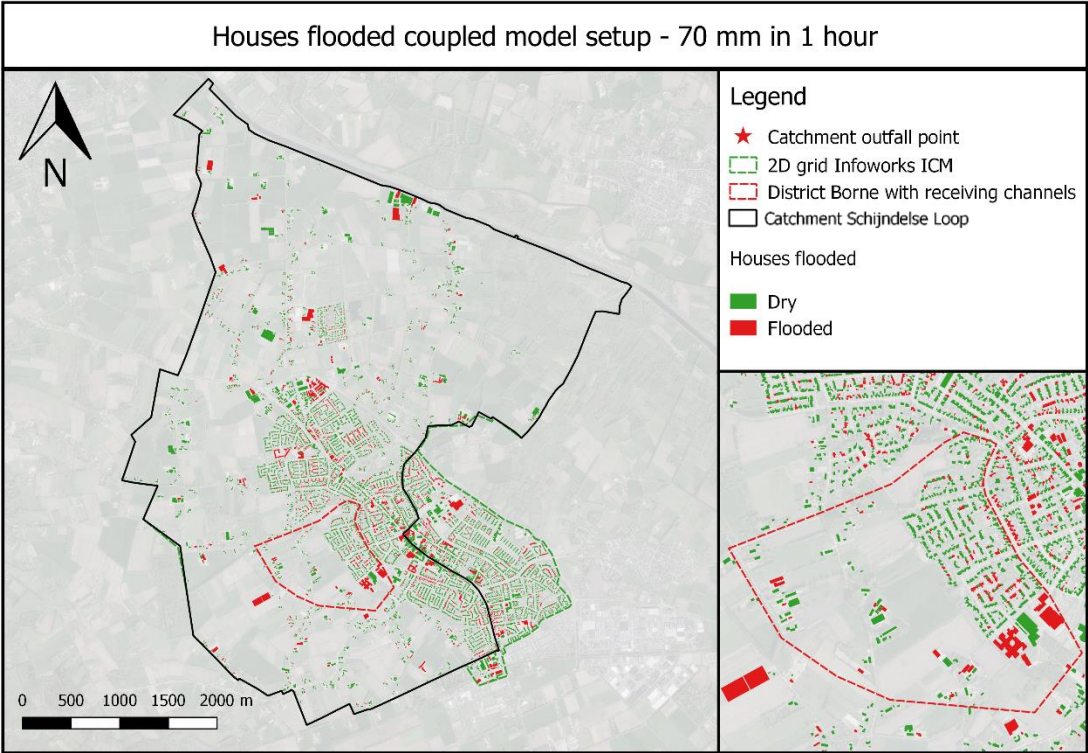 Houses flooded coupled model setup - 70 mm in 1 hour
N
0 500 1000 1500 2000 m
Legend
Catchment outfall point
2D grid Infoworks ICM
District Borne with receiving channels
Catchment Schijndelse Loop
Houses flooded
Dry
Flooded